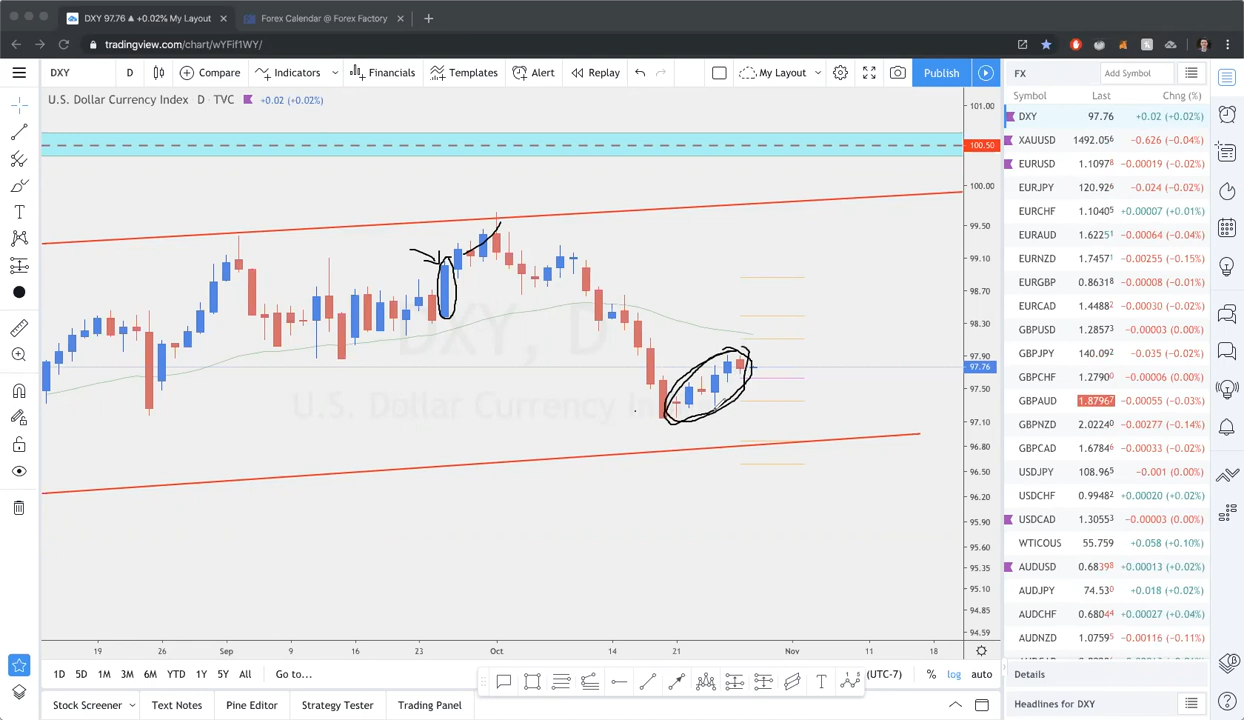 DXY 97.76 ▲ +0.02% My Layout
Forex Calendar @ Forex Factory
tradingview.com/chart/wYFif1WY/
DXY D Compare Indicators Financials Templates Alert Replay My Layout Publish
U.S. Dollar Currency Index D TVC +0.02 (+0.02%)
DXY, D
U.S. Dollar Currency In
101.00
100.50
100.00
99.50
99.10
98.70
98.30
97.90
97.76
97.50
97.10
96.80
96.50
96.20
95.90
95.60
95.35
95.10
94.85
94.59
19 26 Sep 9 16 23 Oct 14 21 Nov 11 18
1D 5D 1M 3M 6M YTD 1Y 5Y All Go to... (UTC-7) % log auto
Stock Screener Text Notes Pine Editor Strategy Tester Trading Panel
FX Add Symbol
Symbol Last Chng (%)
DXY 97.76 +0.02 (+0.02%)
XAUUSD 1492.056 −0.626 (−0.04%)
EURUSD 1.10978 −0.00019 (−0.02%)
EURJPY 120.926 −0.024 (−0.02%)
EURCHF 1.10405 +0.00007 (+0.01%)
EURAUD 1.62251 −0.00064 (−0.04%)
EURNZD 1.74571 −0.00255 (−0.15%)
EURGBP 0.86318 −0.00008 (−0.01%)
EURCAD 1.44882 −0.00030 (−0.02%)
GBPUSD 1.28573 −0.00003 (0.00%)
GBPJPY 140.092 −0.035 (−0.02%)
GBPCHF 1.27900 −0.00006 (0.00%)
GBPAUD 1.87967 −0.00055 (−0.03%)
GBPNZD 2.02240 −0.00277 (−0.14%)
GBPCAD 1.67846 −0.00033 (−0.02%)
USDJPY 108.965 −0.001 (0.00%)
USDCHF 0.99482 +0.00020 (+0.02%)
USDCAD 1.30553 −0.00003 (0.00%)
WTICOUS 55.759 +0.058 (+0.10%)
AUDUSD 0.68398 +0.00013 (+0.02%)
AUDJPY 74.530 +0.018 (+0.02%)
AUDCHF 0.68044 +0.00027 (+0.04%)
AUDNZD 1.07595 −0.00116 (−0.11%)
Details
Headlines for DXY